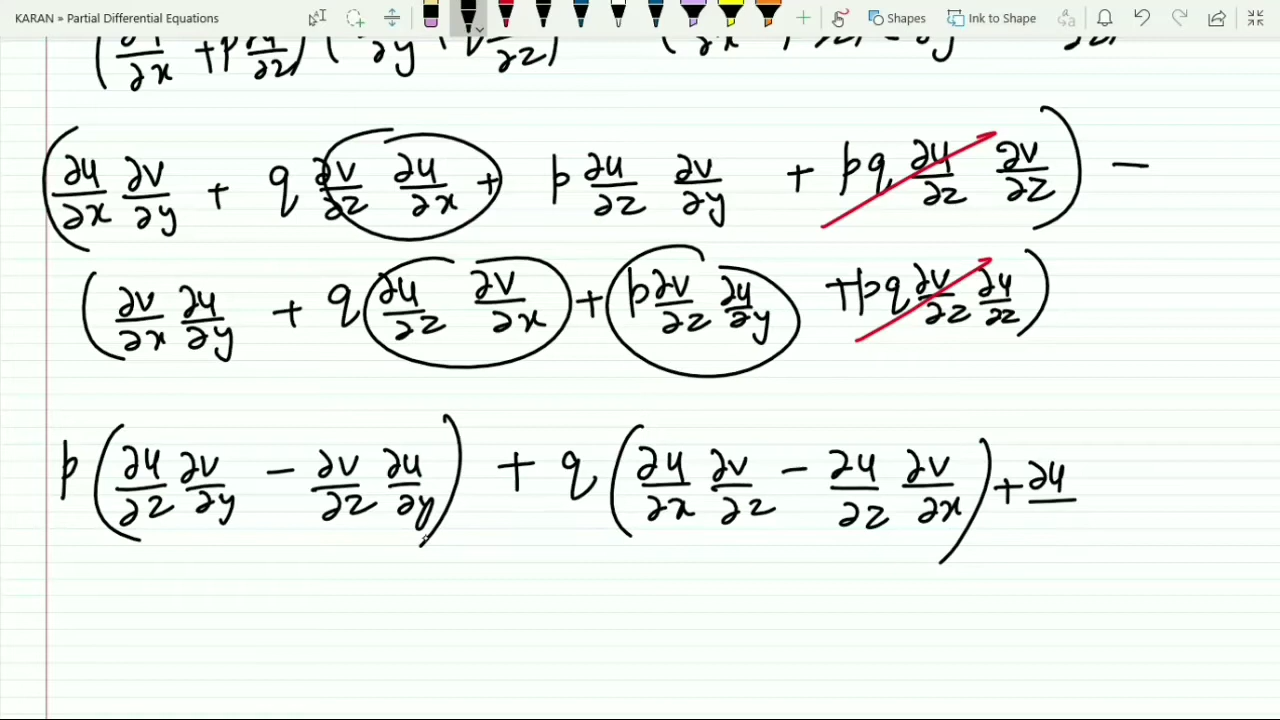 KARAN » Partial Differential Equations Shapes Ink to Shape
(∂x + p ∂z) ( ∂y ∂z) ∂x ∂y ∂z
(∂u/∂x ∂v/∂y + q ∂v/∂z ∂u/∂x + p ∂u/∂z ∂v/∂y + pq ∂u/∂z ∂v/∂z) −
(∂v/∂x ∂u/∂y + q ∂u/∂z ∂v/∂x + p ∂v/∂z ∂u/∂y + pq ∂v/∂z ∂u/∂z)
p (∂u/∂z ∂v/∂y − ∂v/∂z ∂u/∂y) + q (∂u/∂x ∂v/∂z − ∂u/∂z ∂v/∂x) + ∂u